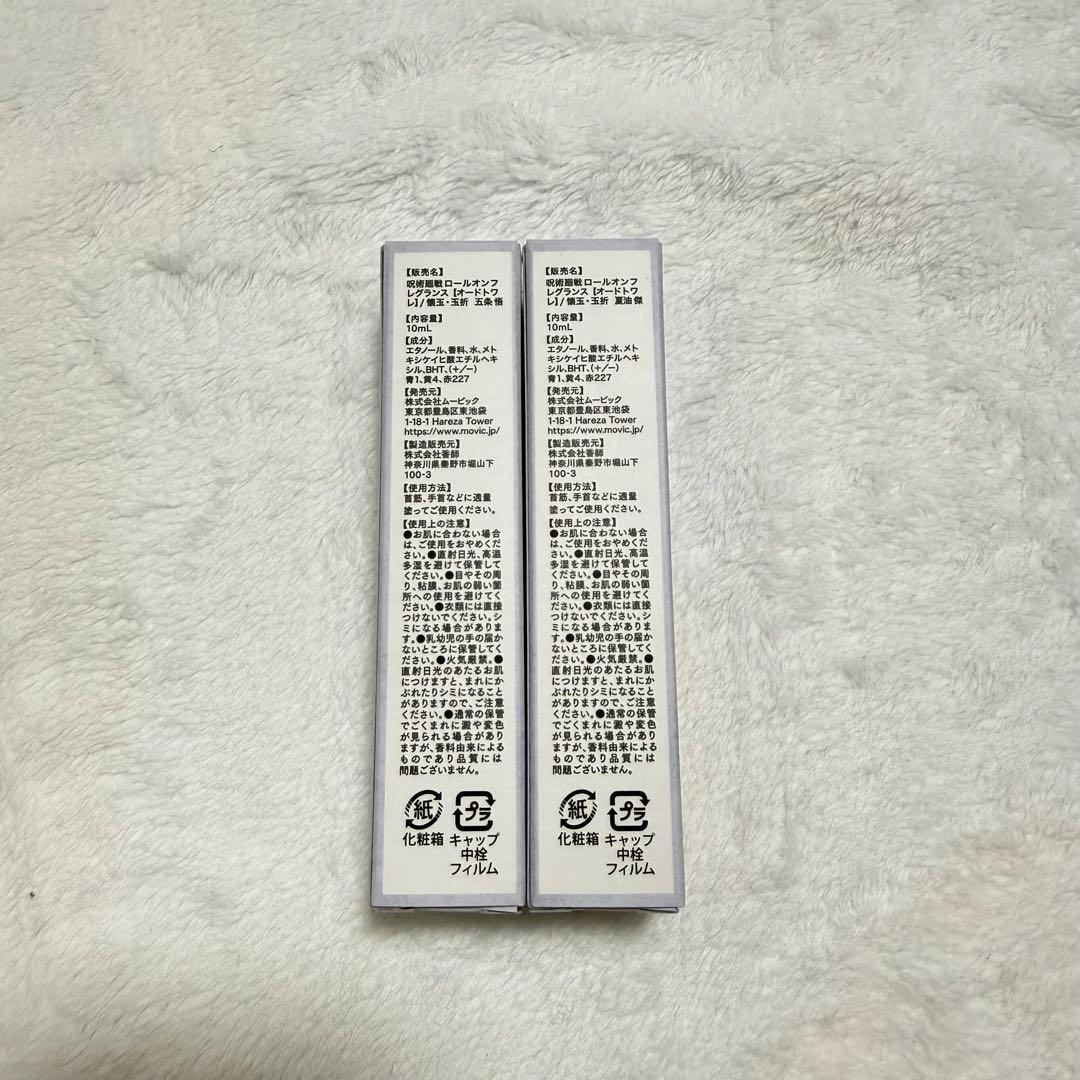 【販売名】
呪術廻戦 ロールオンフ
レグランス [オードトワ
レ] / 懐玉・玉折 五条 悟
【内容量】
10mL
【成分】
エタノール、香料、水、メト
キシケイヒ酸エチルヘキ
シル、BHT、(+/−)
青1、黄4、赤227
【発売元】
株式会社ムービック
東京都豊島区東池袋
1-18-1 Hareza Tower
https://www.movic.jp/
【製造販売元】
株式会社香師
神奈川県秦野市堀山下
100-3
【使用方法】
首筋、手首などに適量
塗ってご使用ください。
【使用上の注意】
●お肌に合わない場合
は、ご使用をおやめくだ
さい。●直射日光、高温
多湿を避けて保管して
ください。●目やその周
り、粘膜、お肌の弱い箇
所への使用を避けてくだ
さい。●衣類には直接
つけないでください。シ
ミになる場合がありま
す。●乳幼児の手の届か
ないところに保管してく
ださい。●火気厳禁。●
直射日光のあたるお肌
につけますと、まれにか
ぶれたりシミになること
がありますので、ご注意
ください。●通常の保管
でごくまれに澱や変色
が見られる場合があり
ますが、香料由来による
ものであり品質には
問題ございません。
紙
化粧箱
プラ
キャップ
中栓
フィルム
【販売名】
呪術廻戦 ロールオンフ
レグランス [オードトワ
レ] / 懐玉・玉折 夏油 傑
【内容量】
10mL
【成分】
エタノール、香料、水、メト
キシケイヒ酸エチルヘキ
シル、BHT、(+/−)
青1、黄4、赤227
【発売元】
株式会社ムービック
東京都豊島区東池袋
1-18-1 Hareza Tower
https://www.movic.jp/
【製造販売元】
株式会社香師
神奈川県秦野市堀山下
100-3
【使用方法】
首筋、手首などに適量
塗ってご使用ください。
【使用上の注意】
●お肌に合わない場合
は、ご使用をおやめくだ
さい。●直射日光、高温
多湿を避けて保管して
ください。●目やその周
り、粘膜、お肌の弱い箇
所への使用を避けてくだ
さい。●衣類には直接
つけないでください。シ
ミになる場合がありま
す。●乳幼児の手の届か
ないところに保管してく
ださい。●火気厳禁。●
直射日光のあたるお肌
につけますと、まれにか
ぶれたりシミになること
がありますので、ご注意
ください。●通常の保管
でごくまれに澱や変色
が見られる場合があり
ますが、香料由来による
ものであり品質には
問題ございません。
紙
化粧箱
プラ
キャップ
中栓
フィルム